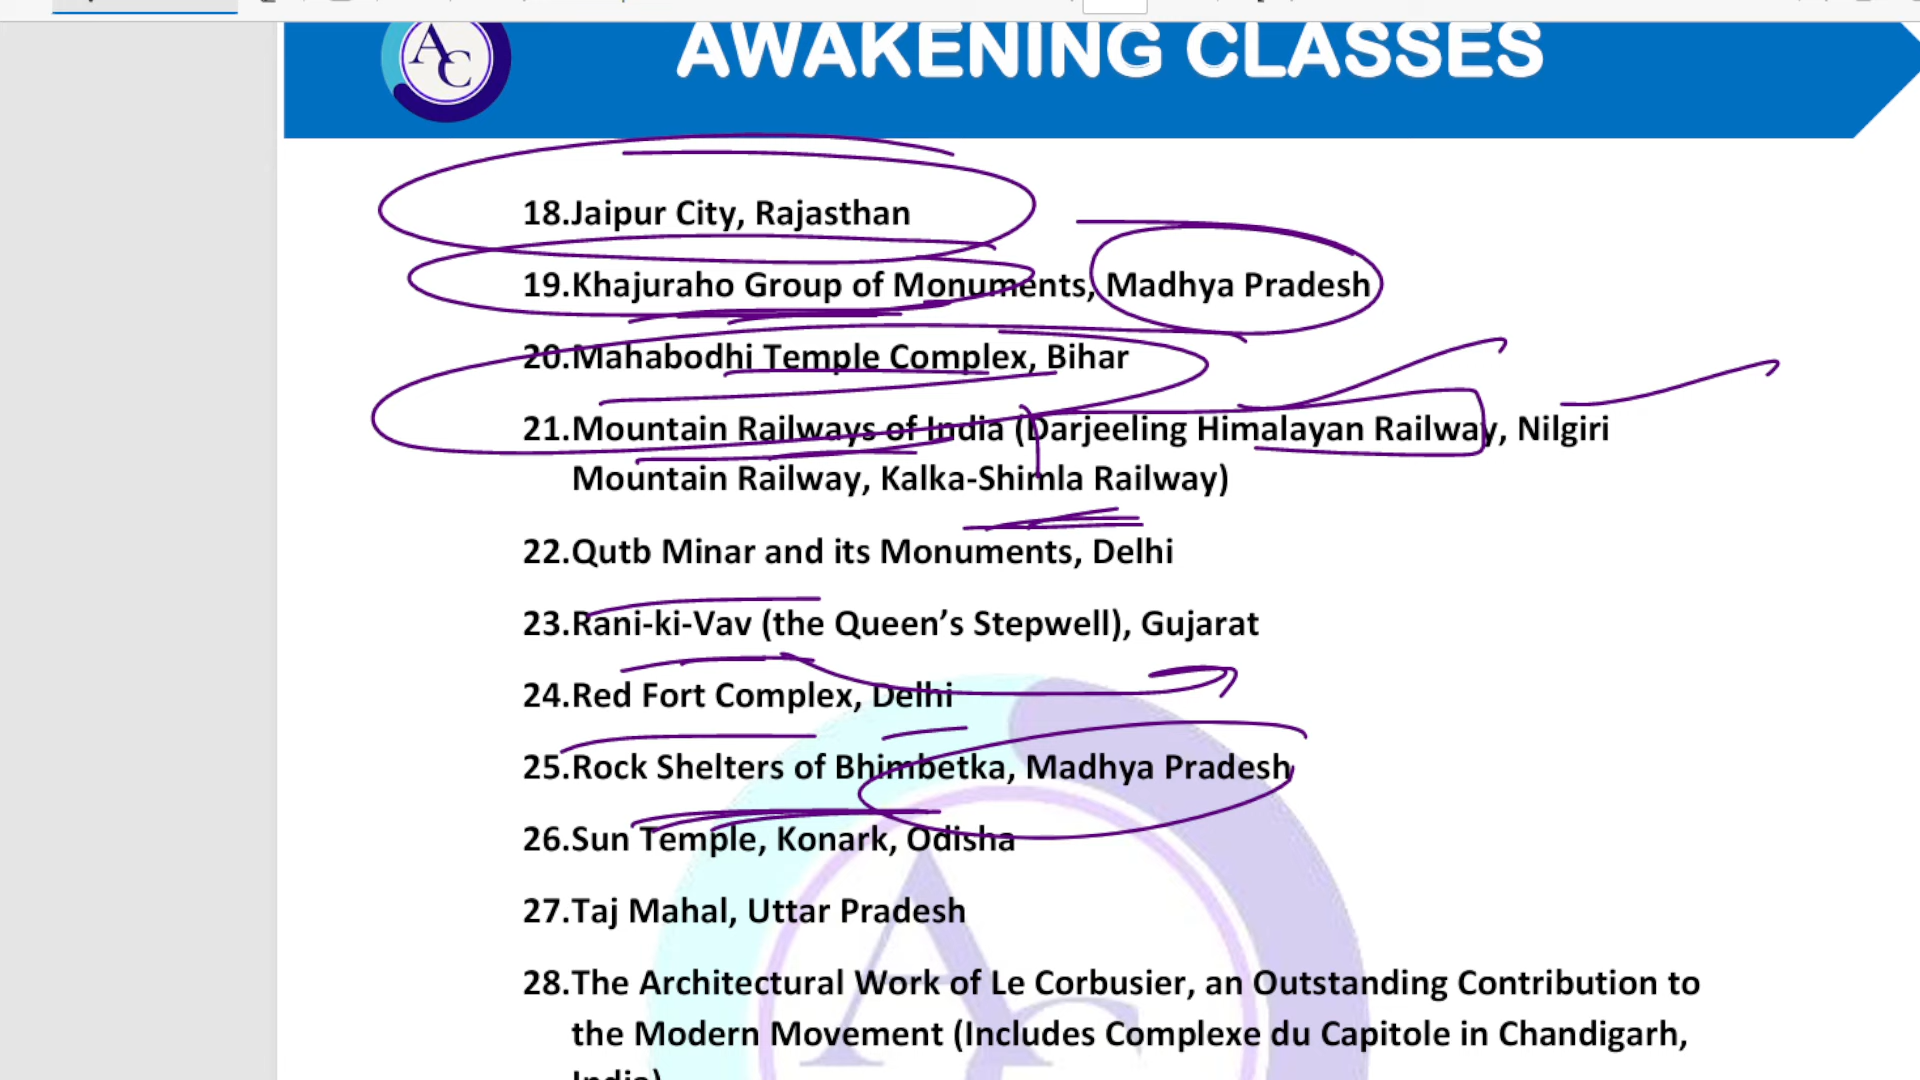 AC
AWAKENING CLASSES
18.Jaipur City, Rajasthan
19.Khajuraho Group of Monuments, Madhya Pradesh
20.Mahabodhi Temple Complex, Bihar
21.Mountain Railways of India (Darjeeling Himalayan Railway, Nilgiri
Mountain Railway, Kalka-Shimla Railway)
22.Qutb Minar and its Monuments, Delhi
23.Rani-ki-Vav (the Queen’s Stepwell), Gujarat
24.Red Fort Complex, Delhi
25.Rock Shelters of Bhimbetka, Madhya Pradesh
26.Sun Temple, Konark, Odisha
27.Taj Mahal, Uttar Pradesh
28.The Architectural Work of Le Corbusier, an Outstanding Contribution to
the Modern Movement (Includes Complexe du Capitole in Chandigarh,
India)
AC